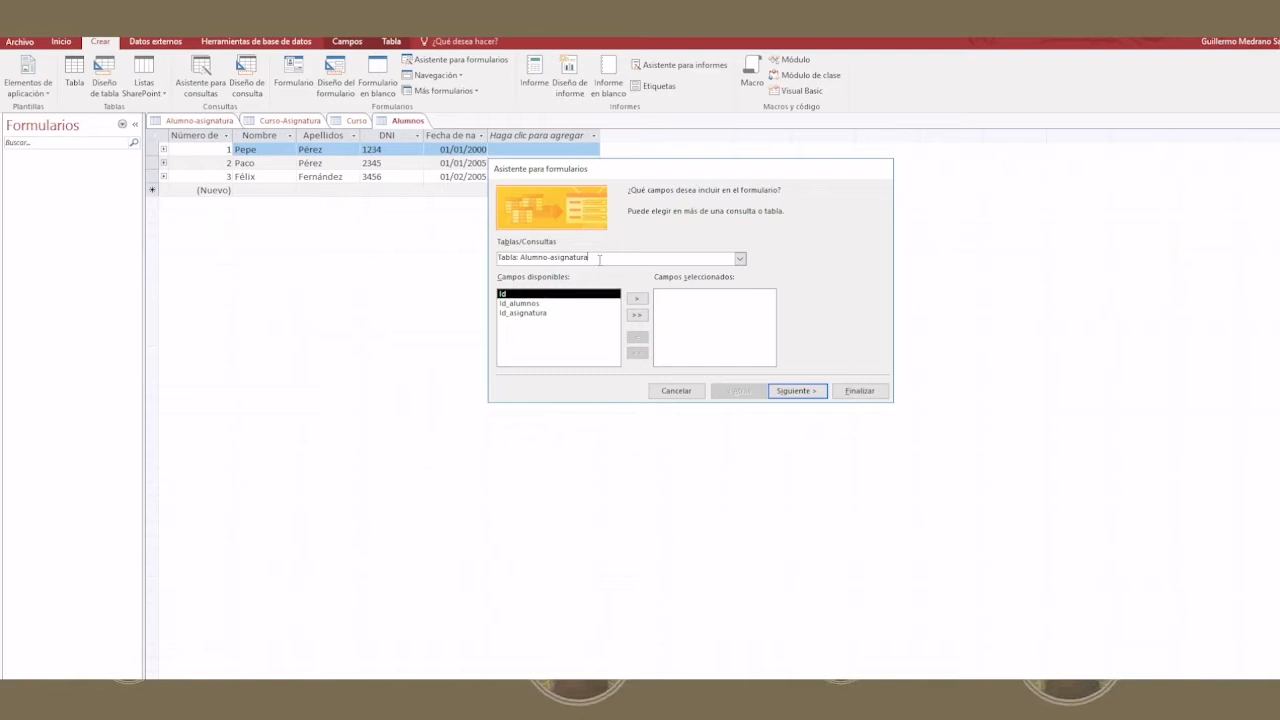 Archivo Inicio Crear Datos externos Herramientas de base de datos Campos Tabla ¿Qué desea hacer? Guillermo Medrano Sa
Elementos de aplicación
Tabla
Diseño de tabla
Listas SharePoint
Asistente para consultas
Diseño de consulta
Formulario
Diseño del formulario
Formulario en blanco
Asistente para formularios
Navegación
Más formularios
Informe
Diseño de informe
Informe en blanco
Asistente para informes
Etiquetas
Macro
Módulo
Módulo de clase
Visual Basic
Plantillas Tablas Consultas Formularios Informes Macros y código
Formularios
Buscar...
Alumno-asignatura Curso-Asignatura Curso Alumnos
Número de Nombre Apellidos DNI Fecha de na Haga clic para agregar
1 Pepe Pérez 1234 01/01/2000
2 Paco Pérez 2345 01/01/2005
3 Félix Fernández 3456 01/02/2005
(Nuevo)
Asistente para formularios
¿Qué campos desea incluir en el formulario?
Puede elegir en más de una consulta o tabla.
Tablas/Consultas
Tabla: Alumno-asignatura
Campos disponibles: Campos seleccionados:
Id
Id_alumnos
Id_asignatura
>
>>
<
<<
Cancelar < Atrás Siguiente > Finalizar